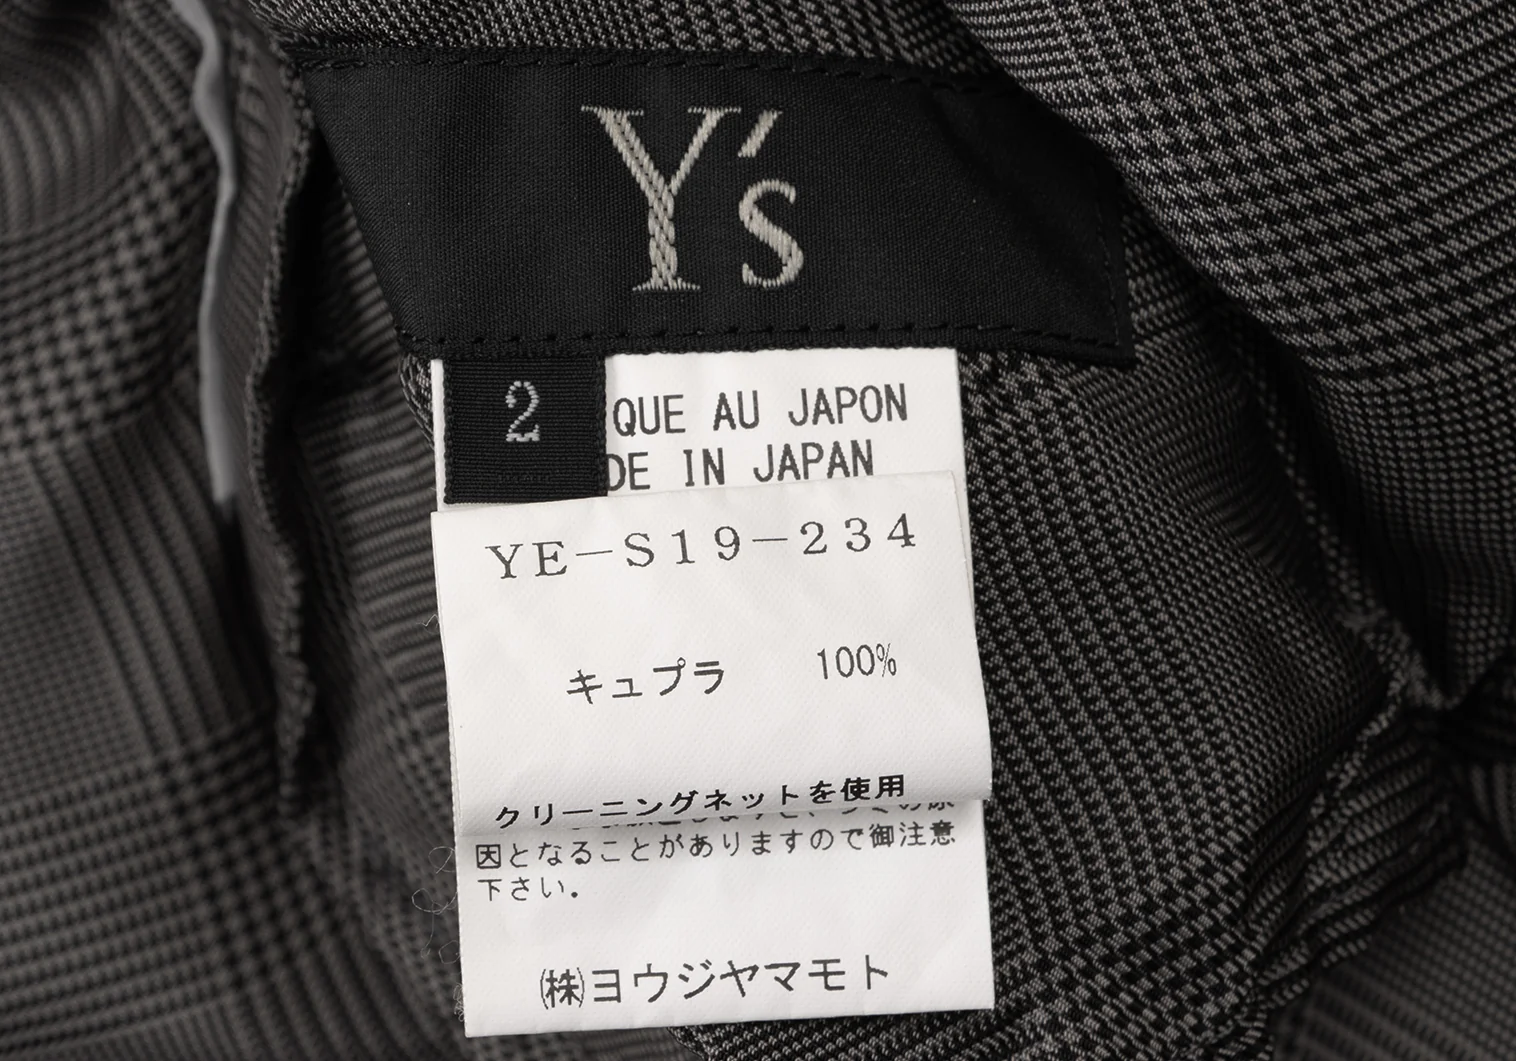 Y's
2
QUE AU JAPON
DE IN JAPAN
YE-S19-234
キュプラ 100%
クリーニングネットを使用
因となることがありますので御注意
下さい。
㈱ヨウジヤマモト